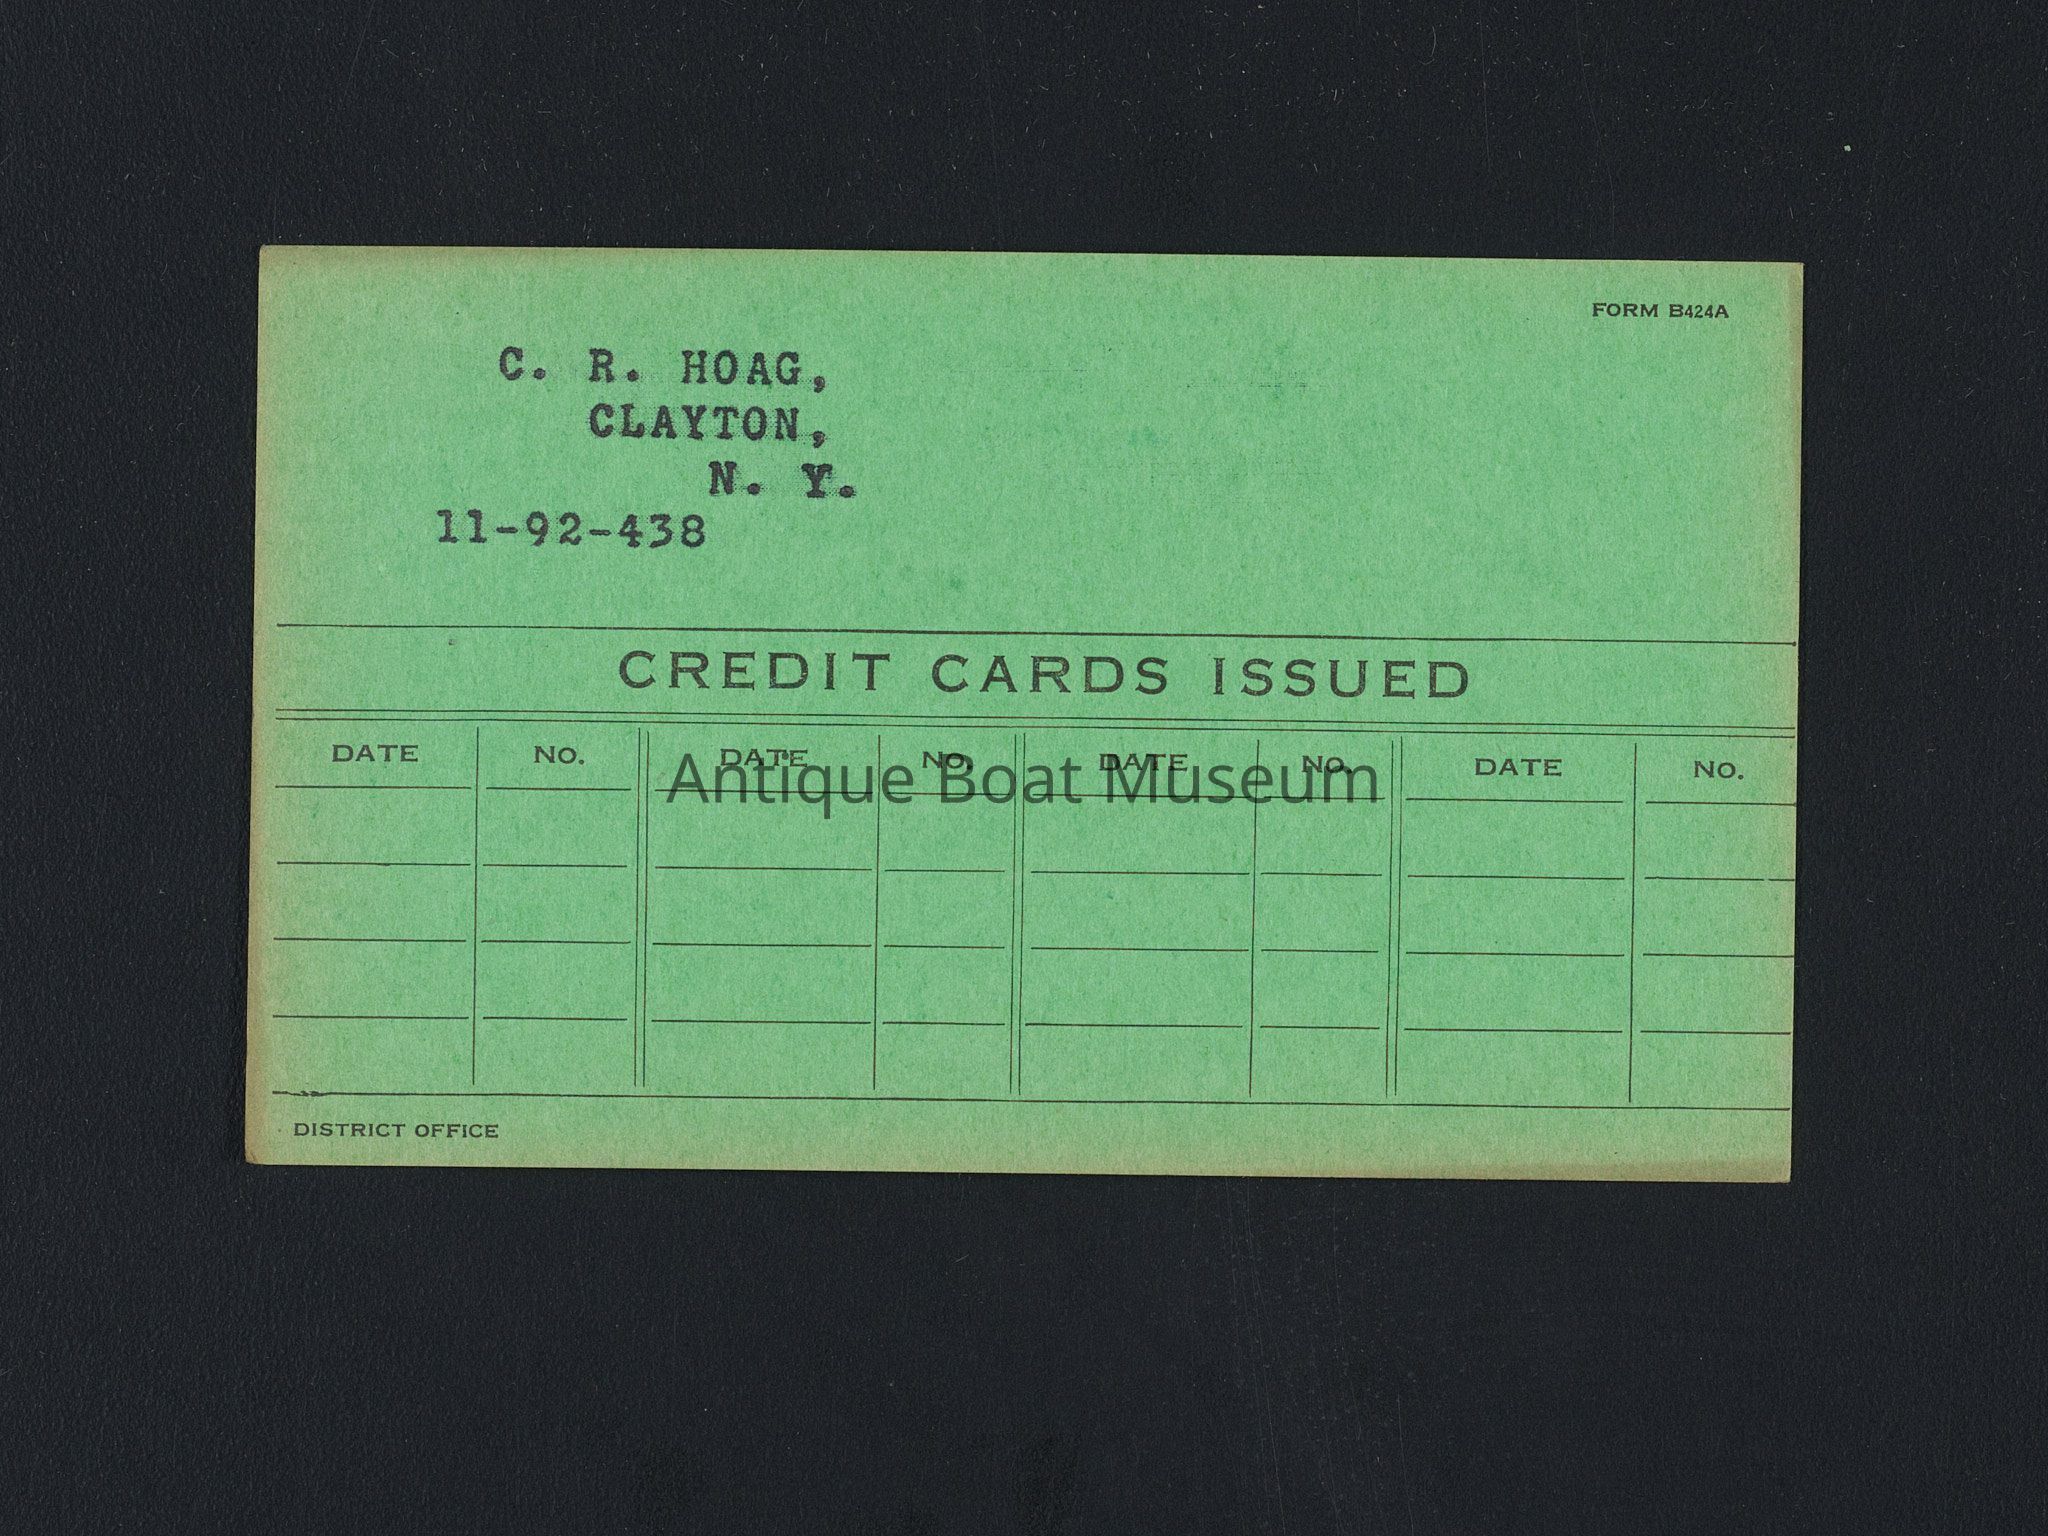 FORM B424A
C. R. HOAG,
CLAYTON,
N. Y.
11-92-438
CREDIT CARDS ISSUED
DATE NO. DATE NO. DATE NO. DATE NO.
Antique Boat Museum
DISTRICT OFFICE